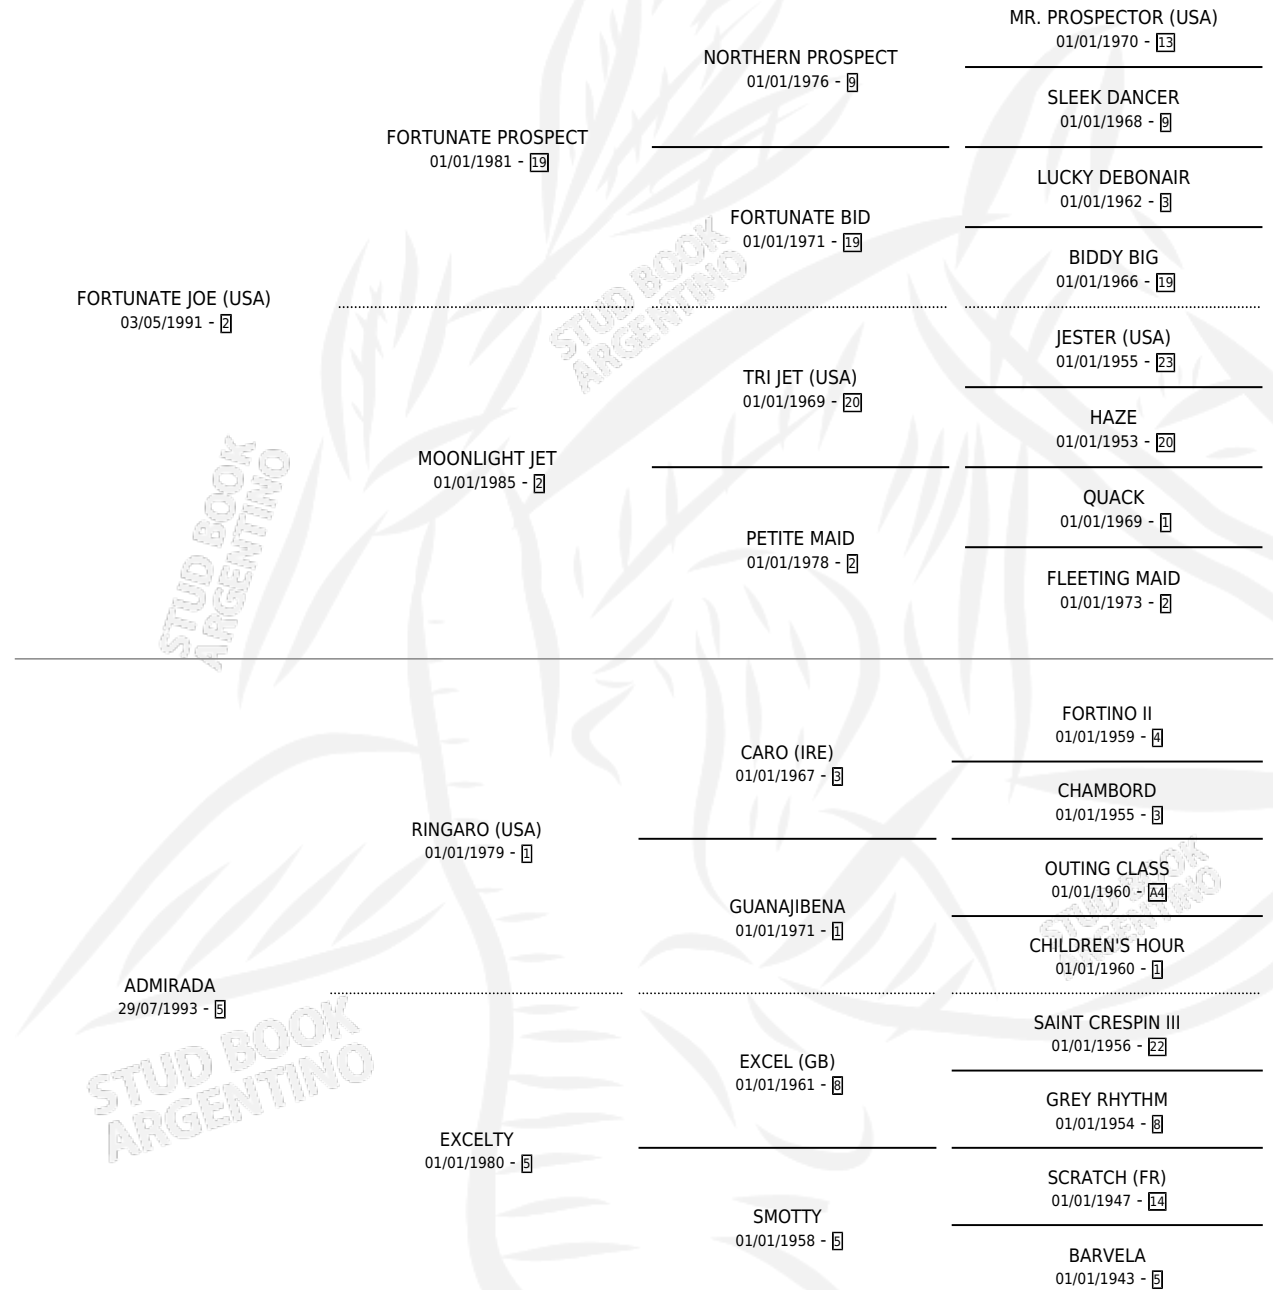 MR. PROSPECTOR (USA)
01/01/1970 - 13
NORTHERN PROSPECT
01/01/1976 - 9
SLEEK DANCER
01/01/1968 - 9
FORTUNATE PROSPECT
01/01/1981 - 19
LUCKY DEBONAIR
01/01/1962 - 3
FORTUNATE BID
01/01/1971 - 19
BIDDY BIG
01/01/1966 - 19
FORTUNATE JOE (USA)
03/05/1991 - 2
JESTER (USA)
01/01/1955 - 23
TRI JET (USA)
01/01/1969 - 20
HAZE
01/01/1953 - 20
MOONLIGHT JET
01/01/1985 - 2
QUACK
01/01/1969 - 1
PETITE MAID
01/01/1978 - 2
FLEETING MAID
01/01/1973 - 2
FORTINO II
01/01/1959 - 4
CARO (IRE)
01/01/1967 - 3
CHAMBORD
01/01/1955 - 3
RINGARO (USA)
01/01/1979 - 1
OUTING CLASS
01/01/1960 - A4
GUANAJIBENA
01/01/1971 - 1
CHILDREN'S HOUR
01/01/1960 - 1
ADMIRADA
29/07/1993 - 5
SAINT CRESPIN III
01/01/1956 - 22
EXCEL (GB)
01/01/1961 - 8
GREY RHYTHM
01/01/1954 - 8
EXCELTY
01/01/1980 - 5
SCRATCH (FR)
01/01/1947 - 14
SMOTTY
01/01/1958 - 5
BARVELA
01/01/1943 - 5
STUD BOOK
ARGENTINO
STUD BOOK
ARGENTINO
STUD BOOK
ARGENTINO
STUD BOOK
ARGENTINO